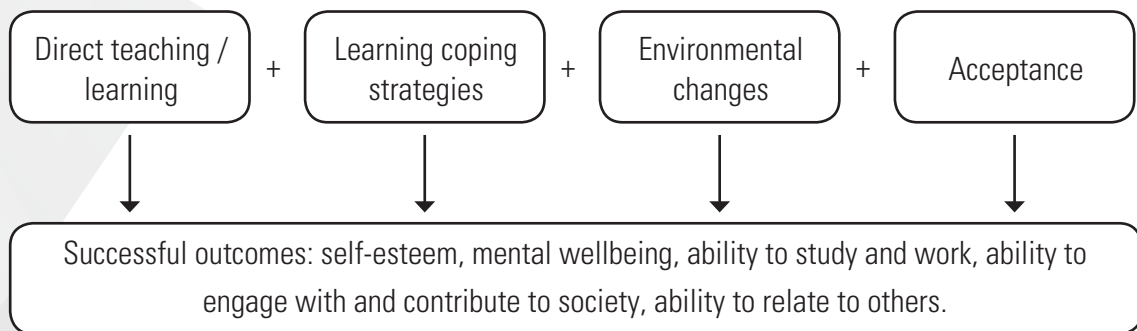 Direct teaching /
learning
+
Learning coping
strategies
+
Environmental
changes
+
Acceptance
Successful outcomes: self-esteem, mental wellbeing, ability to study and work, ability to
engage with and contribute to society, ability to relate to others.